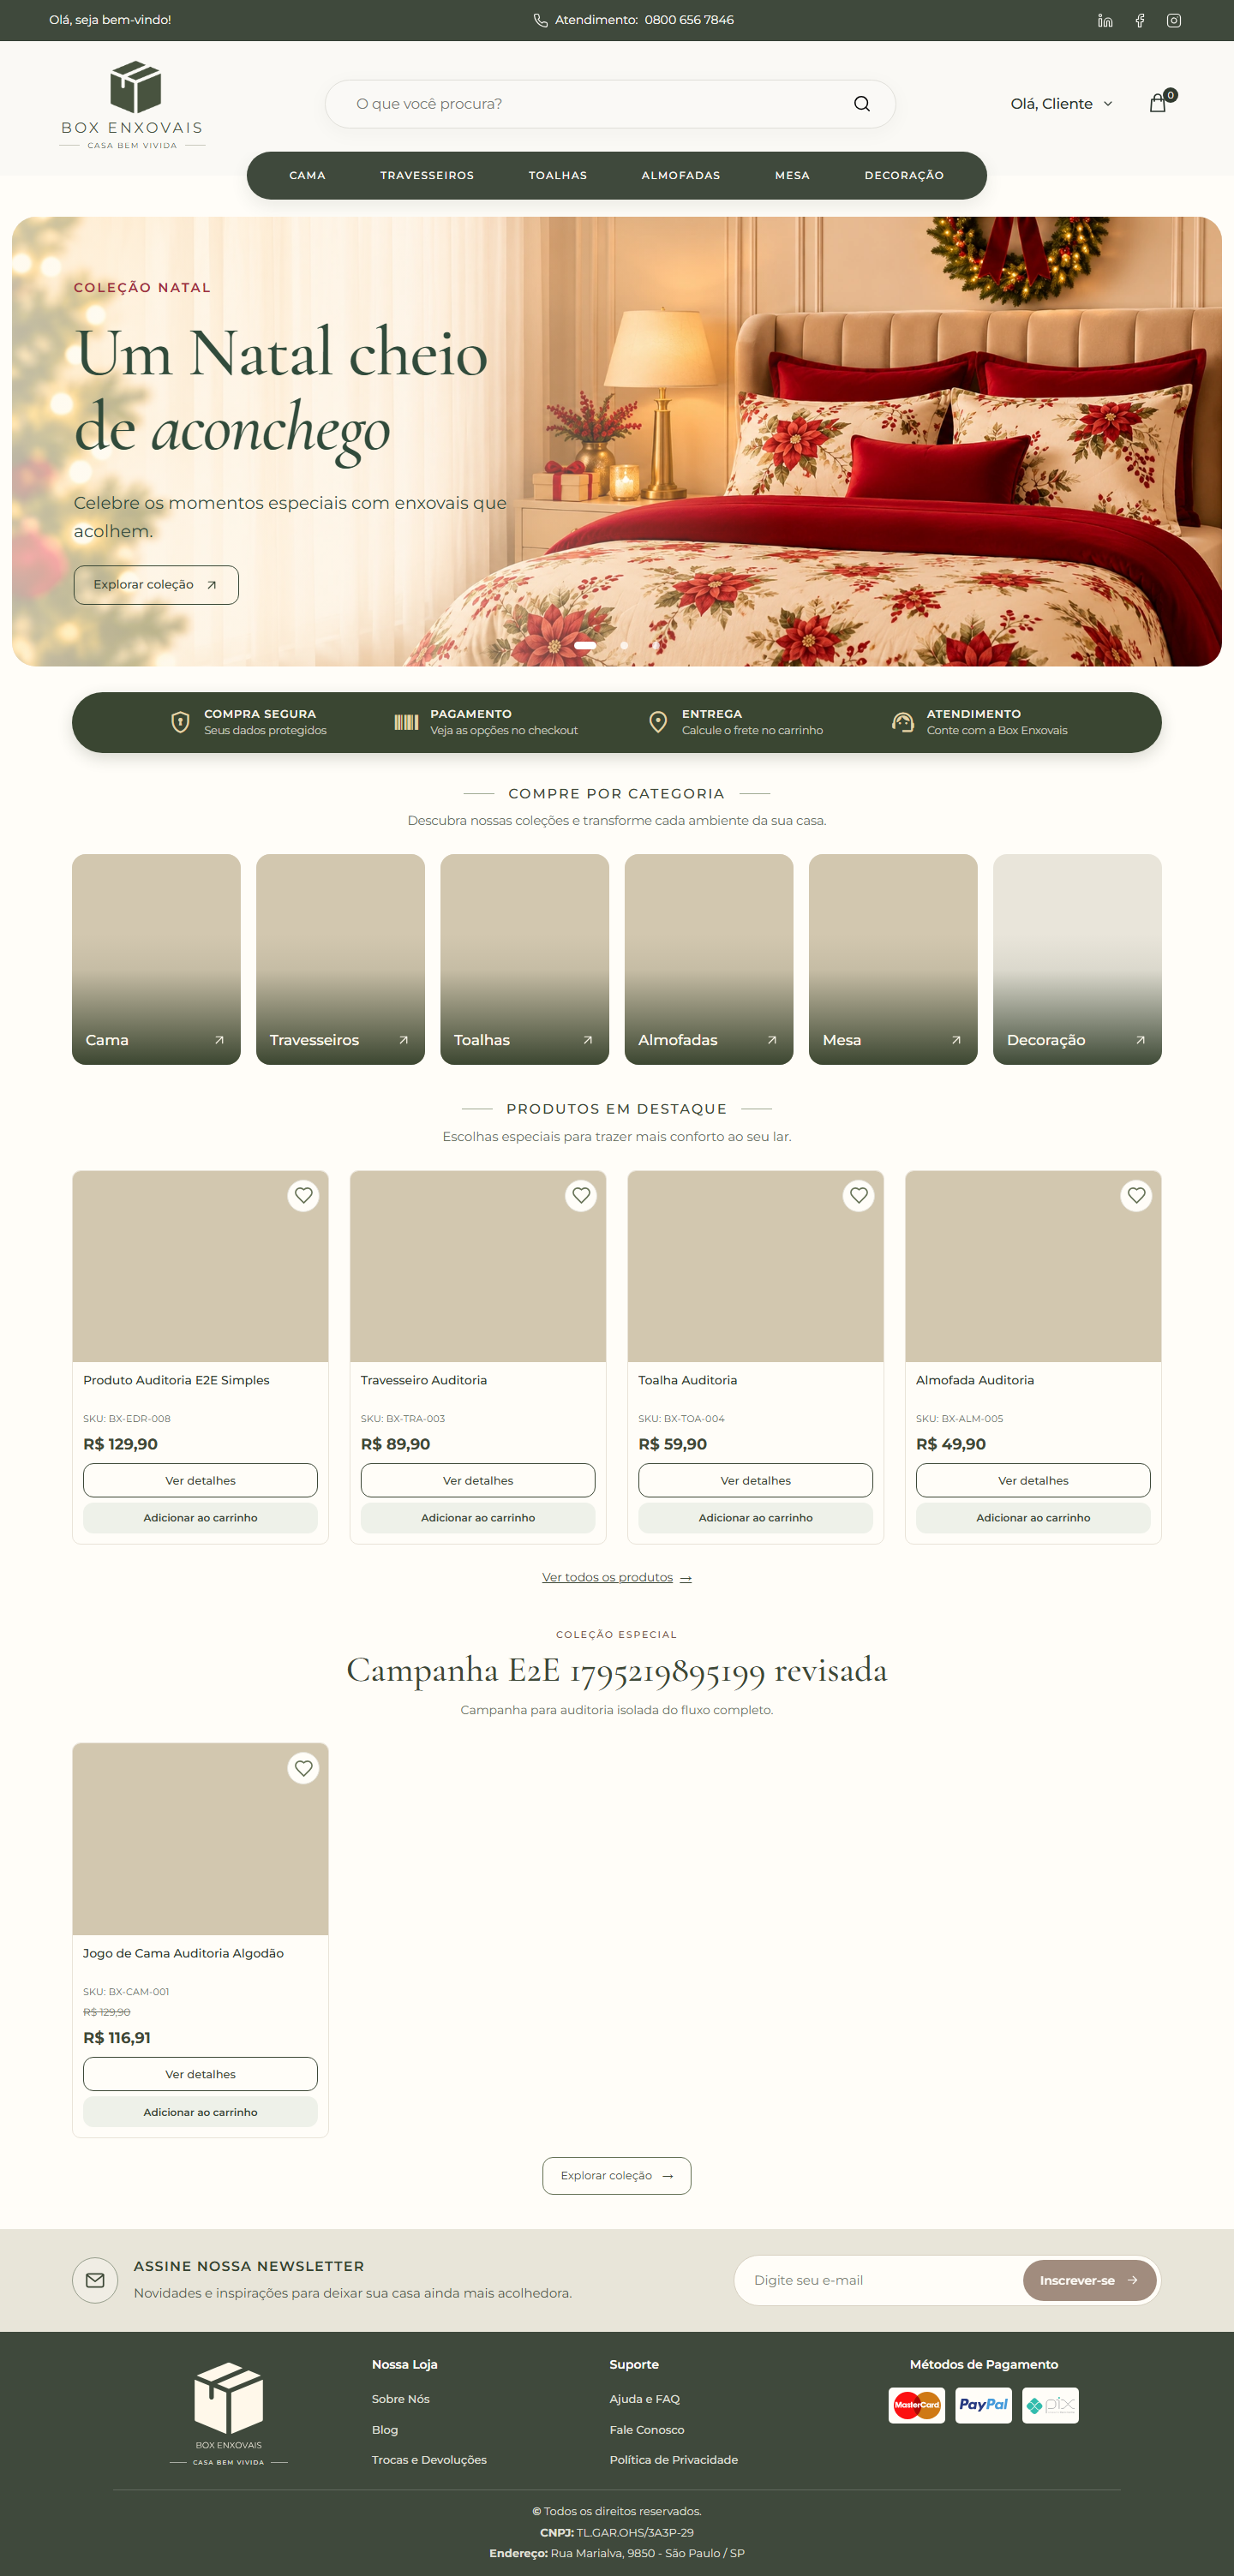 Olá, seja bem-vindo!
Atendimento: 0800 656 7846
BOX ENXOVAIS
CASA BEM VIVIDA
O que você procura?
Olá, Cliente
0
CAMA TRAVESSEIROS TOALHAS ALMOFADAS MESA DECORAÇÃO
COLEÇÃO NATAL
Um Natal cheio
de aconchego
Celebre os momentos especiais com enxovais que
acolhem.
Explorar coleção
COMPRA SEGURA
Seus dados protegidos
PAGAMENTO
Veja as opções no checkout
ENTREGA
Calcule o frete no carrinho
ATENDIMENTO
Conte com a Box Enxovais
COMPRE POR CATEGORIA
Descubra nossas coleções e transforme cada ambiente da sua casa.
Cama
Travesseiros
Toalhas
Almofadas
Mesa
Decoração
PRODUTOS EM DESTAQUE
Escolhas especiais para trazer mais conforto ao seu lar.
Produto Auditoria E2E Simples
SKU: BX-EDR-008
R$ 129,90
Ver detalhes
Adicionar ao carrinho
Travesseiro Auditoria
SKU: BX-TRA-003
R$ 89,90
Ver detalhes
Adicionar ao carrinho
Toalha Auditoria
SKU: BX-TOA-004
R$ 59,90
Ver detalhes
Adicionar ao carrinho
Almofada Auditoria
SKU: BX-ALM-005
R$ 49,90
Ver detalhes
Adicionar ao carrinho
Ver todos os produtos →
COLEÇÃO ESPECIAL
Campanha E2E 1795219895199 revisada
Campanha para auditoria isolada do fluxo completo.
Jogo de Cama Auditoria Algodão
SKU: BX-CAM-001
R$ 129,90
R$ 116,91
Ver detalhes
Adicionar ao carrinho
Explorar coleção →
ASSINE NOSSA NEWSLETTER
Novidades e inspirações para deixar sua casa ainda mais acolhedora.
Digite seu e-mail
Inscrever-se →
BOX ENXOVAIS
CASA BEM VIVIDA
Nossa Loja
Sobre Nós
Blog
Trocas e Devoluções
Suporte
Ajuda e FAQ
Fale Conosco
Política de Privacidade
Métodos de Pagamento
MasterCard
PayPal
pix
© Todos os direitos reservados.
CNPJ: TL.GAR.OHS/3A3P-29
Endereço: Rua Marialva, 9850 - São Paulo / SP